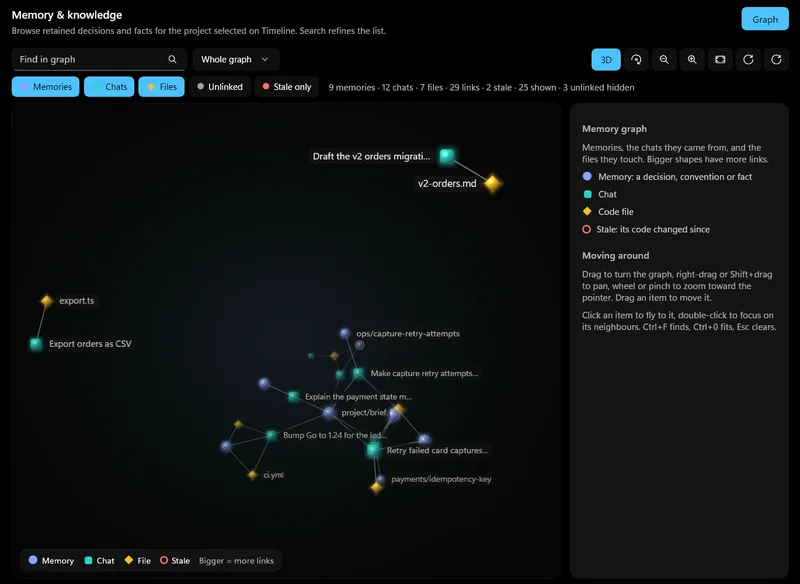 Memory & knowledge
Browse retained decisions and facts for the project selected on Timeline. Search refines the list.
Graph
Find in graph
Whole graph
3D
Memories
Chats
Files
Unlinked
Stale only
9 memories · 12 chats · 7 files · 29 links · 2 stale · 25 shown · 3 unlinked hidden
Draft the v2 orders migrati...
v2-orders.md
export.ts
Export orders as CSV
ops/capture-retry-attempts
Make capture retry attempts...
Explain the payment state m...
project/brief
Bump Go to 1.24 for the led...
Retry failed card captures...
ci.yml
payments/idempotency-key
Memory
Chat
File
Stale
Bigger = more links
Memory graph
Memories, the chats they came from, and the
files they touch. Bigger shapes have more links.
Memory: a decision, convention or fact
Chat
Code file
Stale: its code changed since
Moving around
Drag to turn the graph, right-drag or Shift+drag
to pan, wheel or pinch to zoom toward the
pointer. Drag an item to move it.
Click an item to fly to it, double-click to focus on
its neighbours. Ctrl+F finds, Ctrl+0 fits, Esc clears.